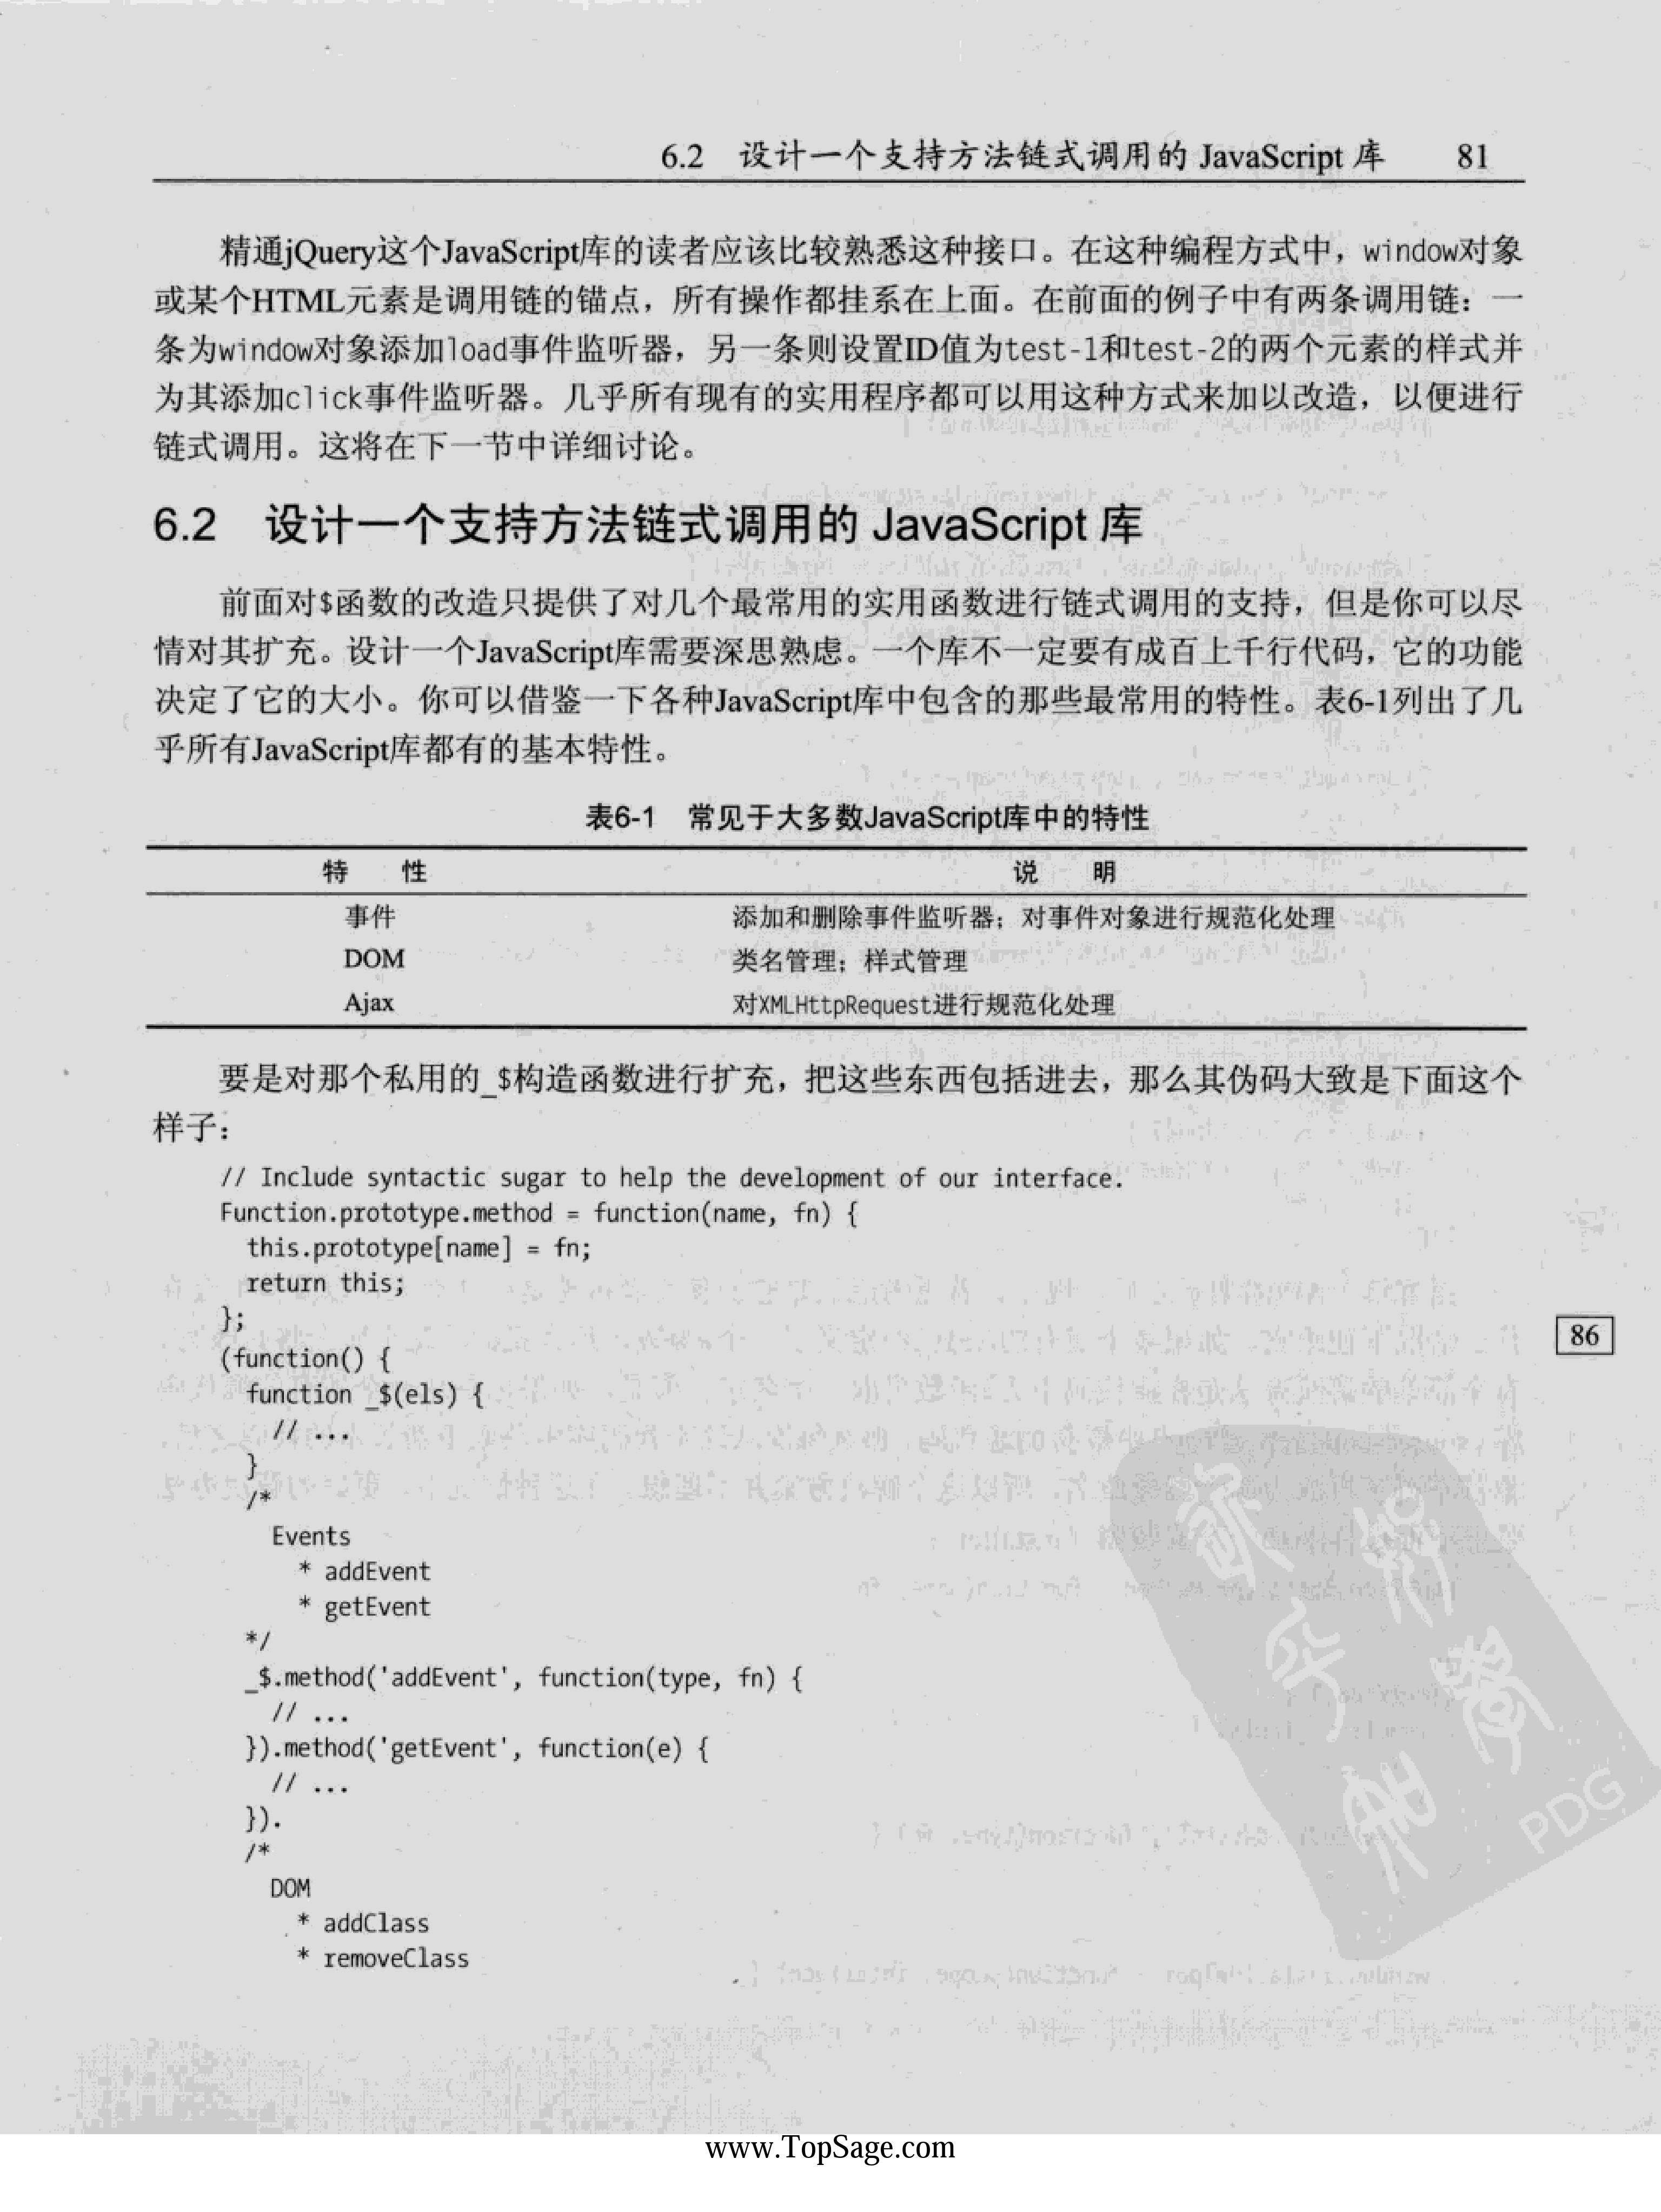 6.2 设计一个支持方法链式调用的 JavaScript 库 81
精通jQuery这个JavaScript库的读者应该比较熟悉这种接口。在这种编程方式中，window对象
或某个HTML元素是调用链的锚点，所有操作都挂系在上面。在前面的例子中有两条调用链：一
条为window对象添加load事件监听器，另一条则设置ID值为test-1和test-2的两个元素的样式并
为其添加click事件监听器。几乎所有现有的实用程序都可以用这种方式来加以改造，以便进行
链式调用。这将在下一节中详细讨论。
6.2 设计一个支持方法链式调用的 JavaScript 库
前面对$函数的改造只提供了对几个最常用的实用函数进行链式调用的支持，但是你可以尽
情对其扩充。设计一个JavaScript库需要深思熟虑。一个库不一定要有成百上千行代码，它的功能
决定了它的大小。你可以借鉴一下各种JavaScript库中包含的那些最常用的特性。表6-1列出了几
乎所有JavaScript库都有的基本特性。
表6-1 常见于大多数JavaScript库中的特性
特 性 说 明
事件 添加和删除事件监听器；对事件对象进行规范化处理
DOM 类名管理；样式管理
Ajax 对XMLHttpRequest进行规范化处理
要是对那个私用的_$构造函数进行扩充，把这些东西包括进去，那么其伪码大致是下面这个
样子：
// Include syntactic sugar to help the development of our interface.
Function.prototype.method = function(name, fn) {
this.prototype[name] = fn;
return this;
};
(function() {
function _$(els) {
// ...
}
/*
Events
* addEvent
* getEvent
*/
_$.method('addEvent', function(type, fn) {
// ...
}).method('getEvent', function(e) {
// ...
}).
/*
DOM
* addClass
* removeClass
86
PDG
www.TopSage.com